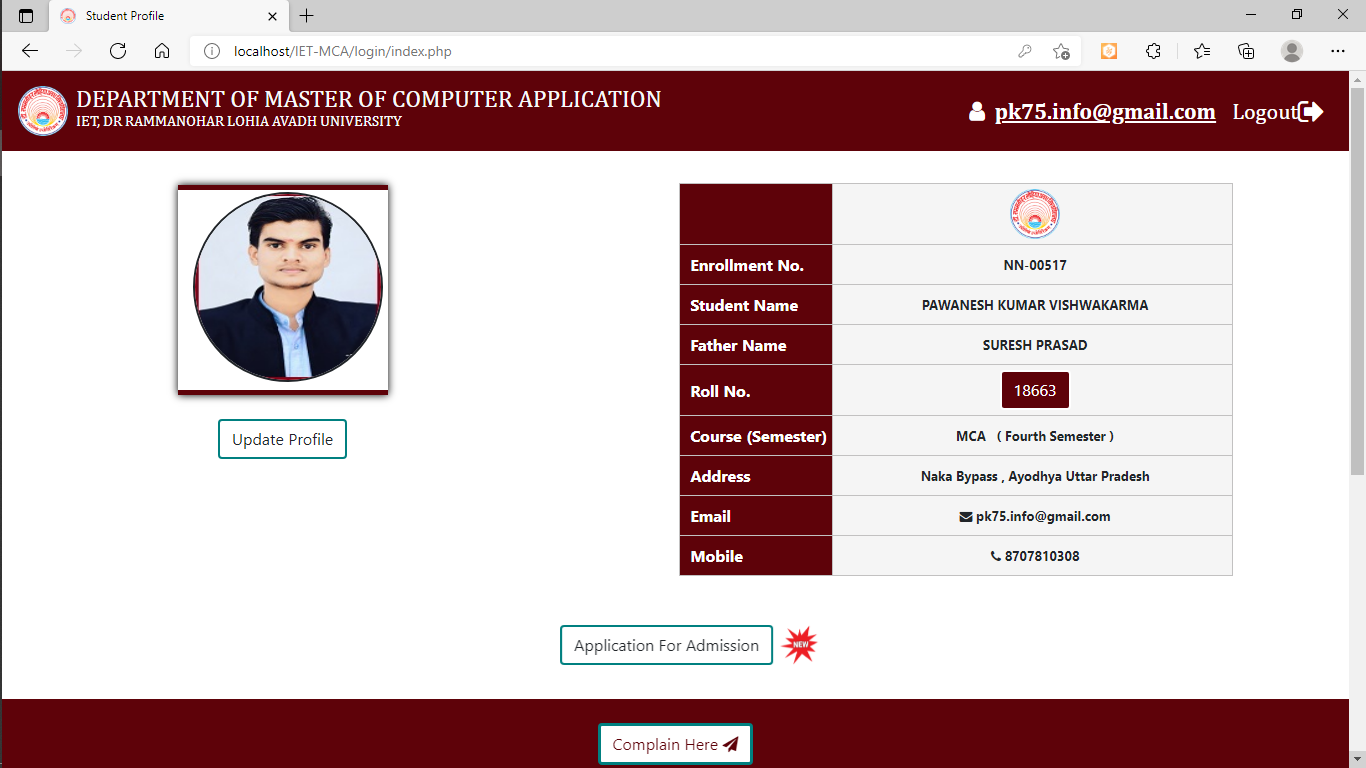 Student Profile
localhost/IET-MCA/login/index.php
DEPARTMENT OF MASTER OF COMPUTER APPLICATION
IET, DR RAMMANOHAR LOHIA AVADH UNIVERSITY
pk75.info@gmail.com Logout
Enrollment No. NN-00517
Student Name PAWANESH KUMAR VISHWAKARMA
Father Name SURESH PRASAD
Roll No. 18663
Course (Semester) MCA ( Fourth Semester )
Address Naka Bypass , Ayodhya Uttar Pradesh
Email pk75.info@gmail.com
Mobile 8707810308
Update Profile
Application For Admission NEW
Complain Here